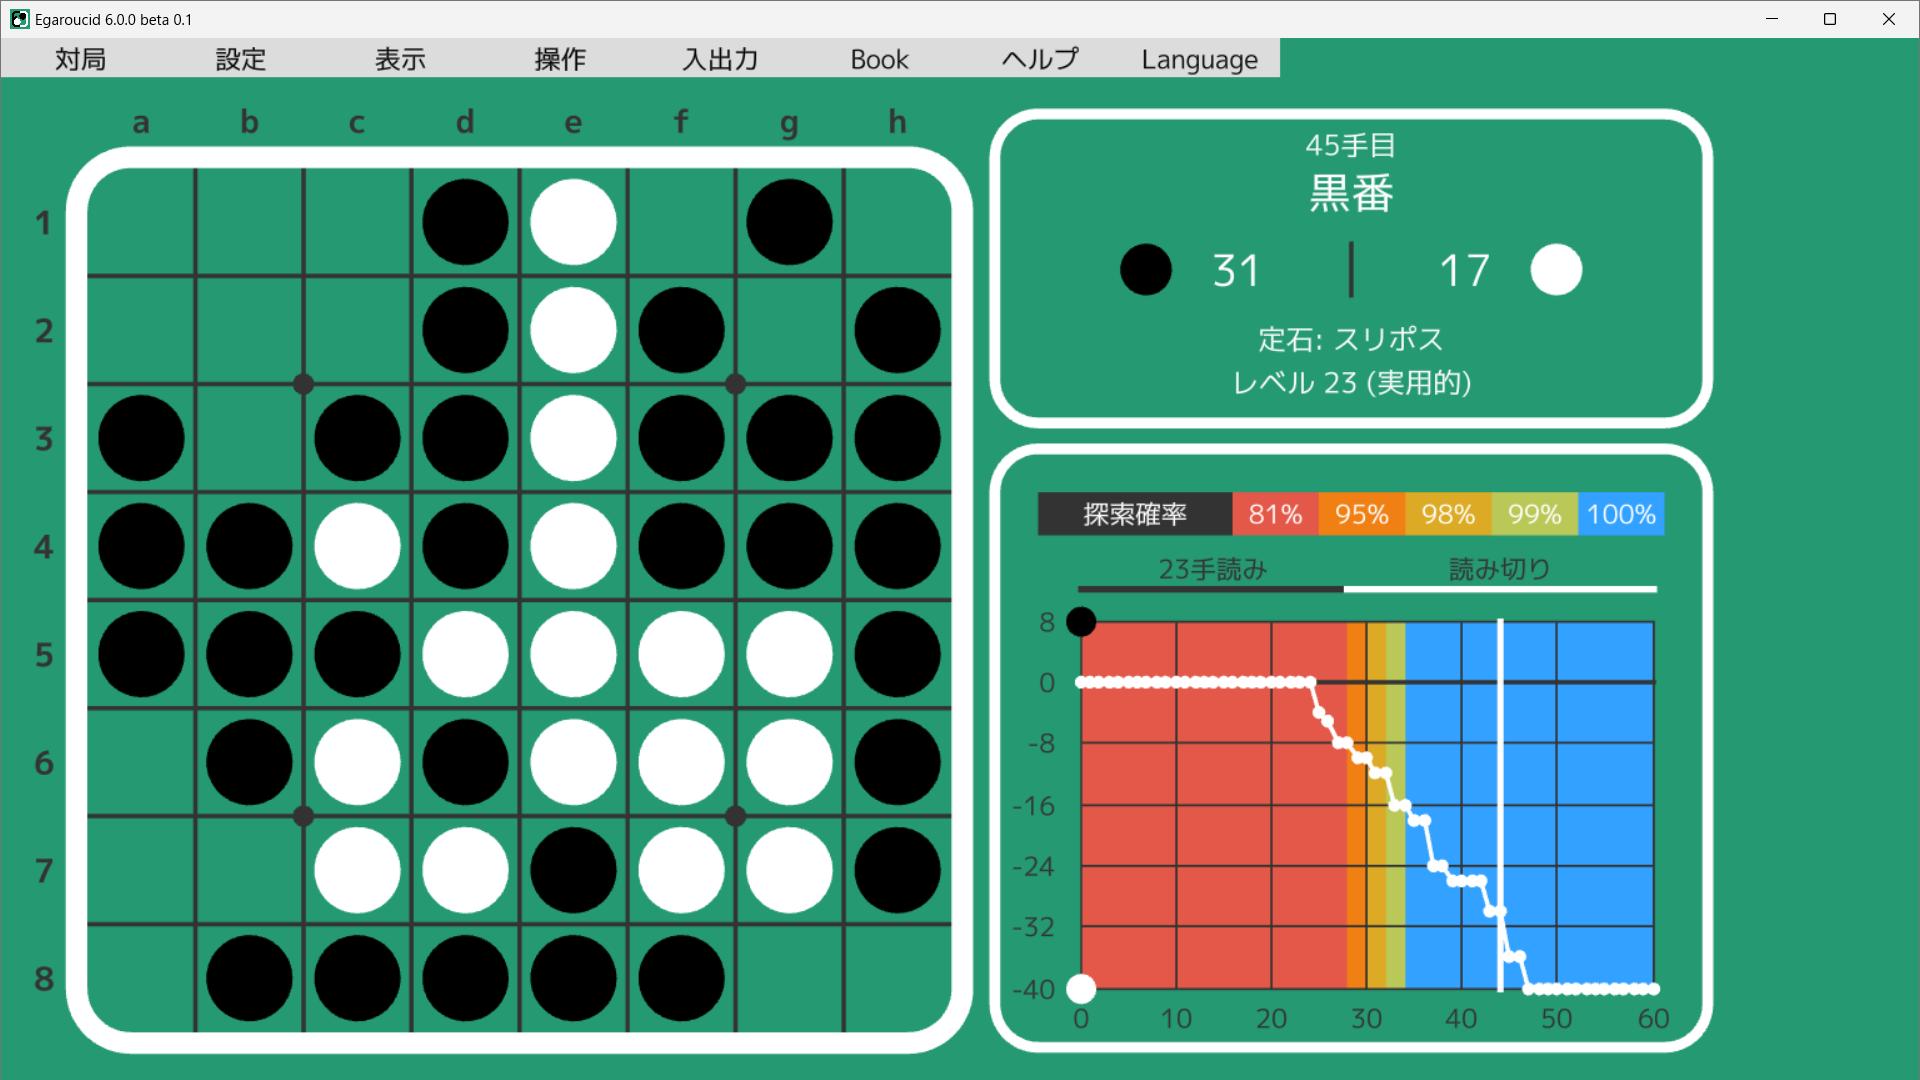 Egaroucid 6.0.0 beta 0.1
対局 設定 表示 操作 入出力 Book ヘルプ Language
a b c d e f g h
1
2
3
4
5
6
7
8
45手目
黒番
31 17
定石: スリポス
レベル 23 (実用的)
探索確率 81% 95% 98% 99% 100%
23手読み 読み切り
8
0
-8
-16
-24
-32
-40
0 10 20 30 40 50 60